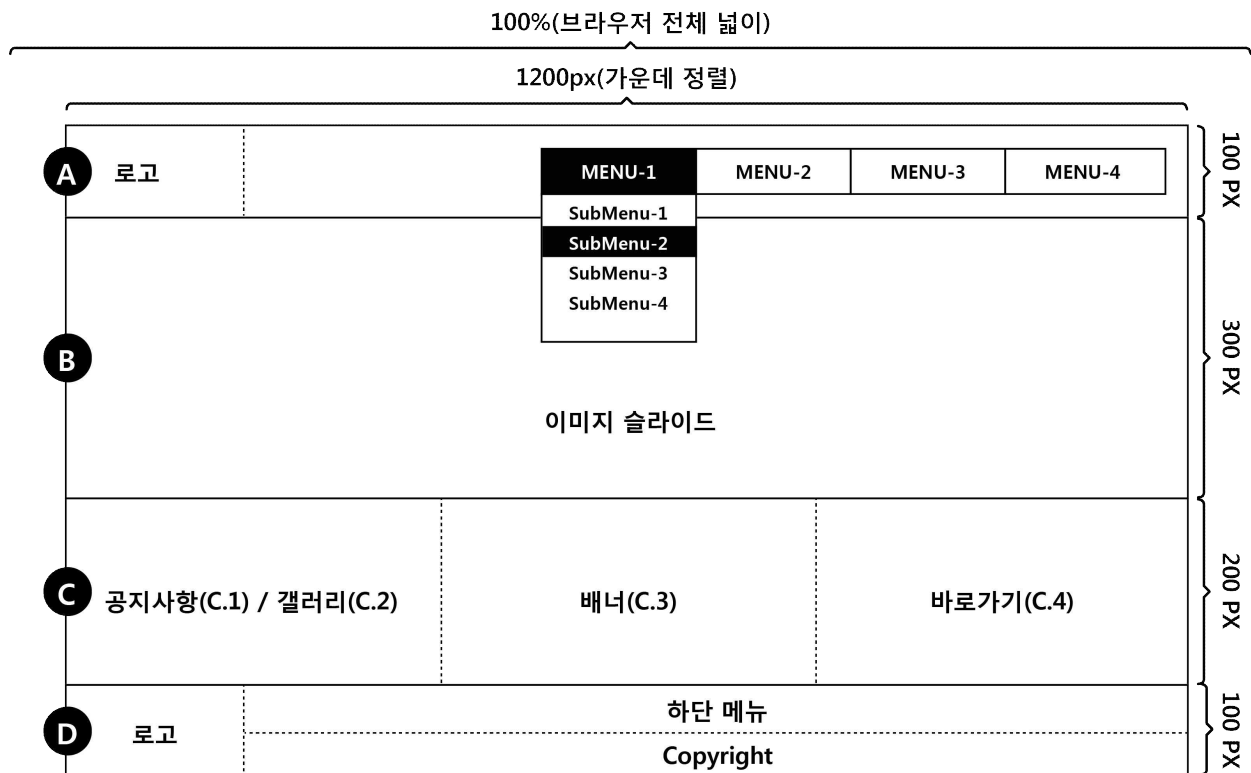 100%(브라우저 전체 넓이)
1200px(가운데 정렬)
A
로고
MENU-1
MENU-2
MENU-3
MENU-4
100 PX
SubMenu-1
SubMenu-2
SubMenu-3
SubMenu-4
B
300 PX
이미지 슬라이드
C
공지사항(C.1) / 갤러리(C.2)
배너(C.3)
바로가기(C.4)
200 PX
D
로고
하단 메뉴
Copyright
100 PX